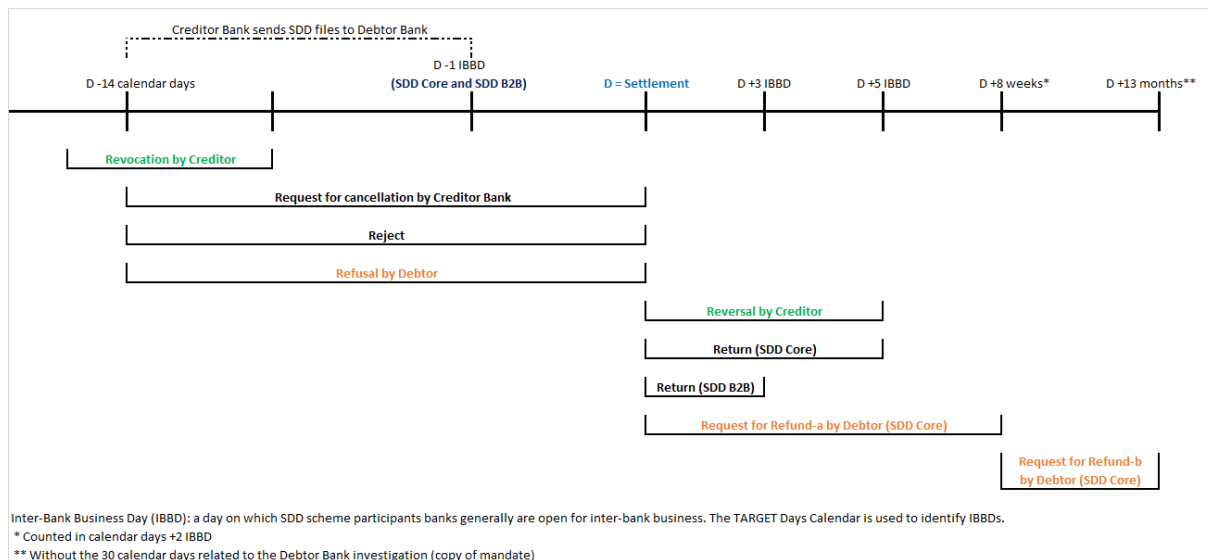 Creditor Bank sends SDD files to Debtor Bank
D -14 calendar days
D -1 IBBD
(SDD Core and SDD B2B)
D = Settlement
D +3 IBBD
D +5 IBBD
D +8 weeks*
D +13 months**
Revocation by Creditor
Request for cancellation by Creditor Bank
Reject
Refusal by Debtor
Reversal by Creditor
Return (SDD Core)
Return (SDD B2B)
Request for Refund-a by Debtor (SDD Core)
Request for Refund-b
by Debtor (SDD Core)
Inter-Bank Business Day (IBBD): a day on which SDD scheme participants banks generally are open for inter-bank business. The TARGET Days Calendar is used to identify IBBDs.
* Counted in calendar days +2 IBBD
** Without the 30 calendar days related to the Debtor Bank investigation (copy of mandate)